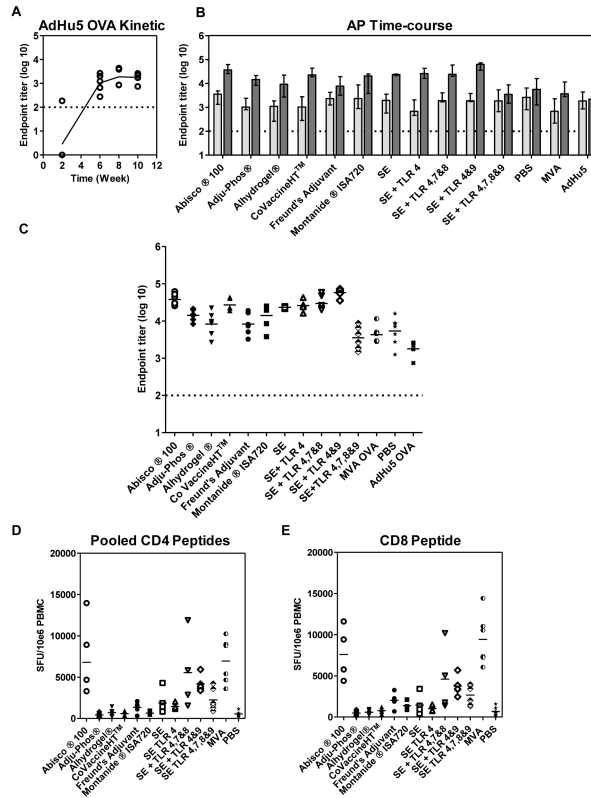 A
AdHu5 OVA Kinetic
Endpoint titer (log 10)
5
4
3
2
1
0
0 2 4 6 8 10 12
Time (Week)
B
AP Time-course
Endpoint titer (log 10)
6
5
4
3
2
1
Abisco ® 100
Adju-Phos®
Alhydrogel®
CoVaccineHT™
Freund's Adjuvant
Montanide ® ISA720
SE
SE + TLR 4
SE + TLR 4,7&8
SE + TLR 4&9
SE + TLR 4,7,8&9
PBS
MVA
AdHu5
C
Endpoint titer (log 10)
6
5
4
3
2
1
Abisco ® 100
Adju-Phos ®
Alhydrogel ®
Co VaccineHT™
Freund's Adjuvant
Montanide ® ISA720
SE
SE+ TLR 4
SE + TLR 4,7&8
SE + TLR 4&9
SE+TLR 4,7,8&9
MVA OVA
PBS
AdHu5 OVA
D
Pooled CD4 Peptides
SFU/10e6 PBMC
20000
15000
10000
5000
0
Abisco ® 100
Adju-Phos®
Alhydrogel®
CoVaccineHT™
Freund's Adjuvant
Montanide ® ISA720
SE
SE TLR 4
SE + TLR 4,7&8
SE + TLR 4&9
SE TLR 4,7,8&9
MVA
PBS
E
CD8 Peptide
SFU/10e6 PBMC
20000
15000
10000
5000
0
Abisco ® 100
Adju-Phos®
Alhydrogel®
CoVaccineHT™
Freund's Adjuvant
Montanide ® ISA720
SE
SE TLR 4
SE + TLR 4,7&8
SE + TLR 4&9
SE TLR 4,7,8&9
MVA
PBS